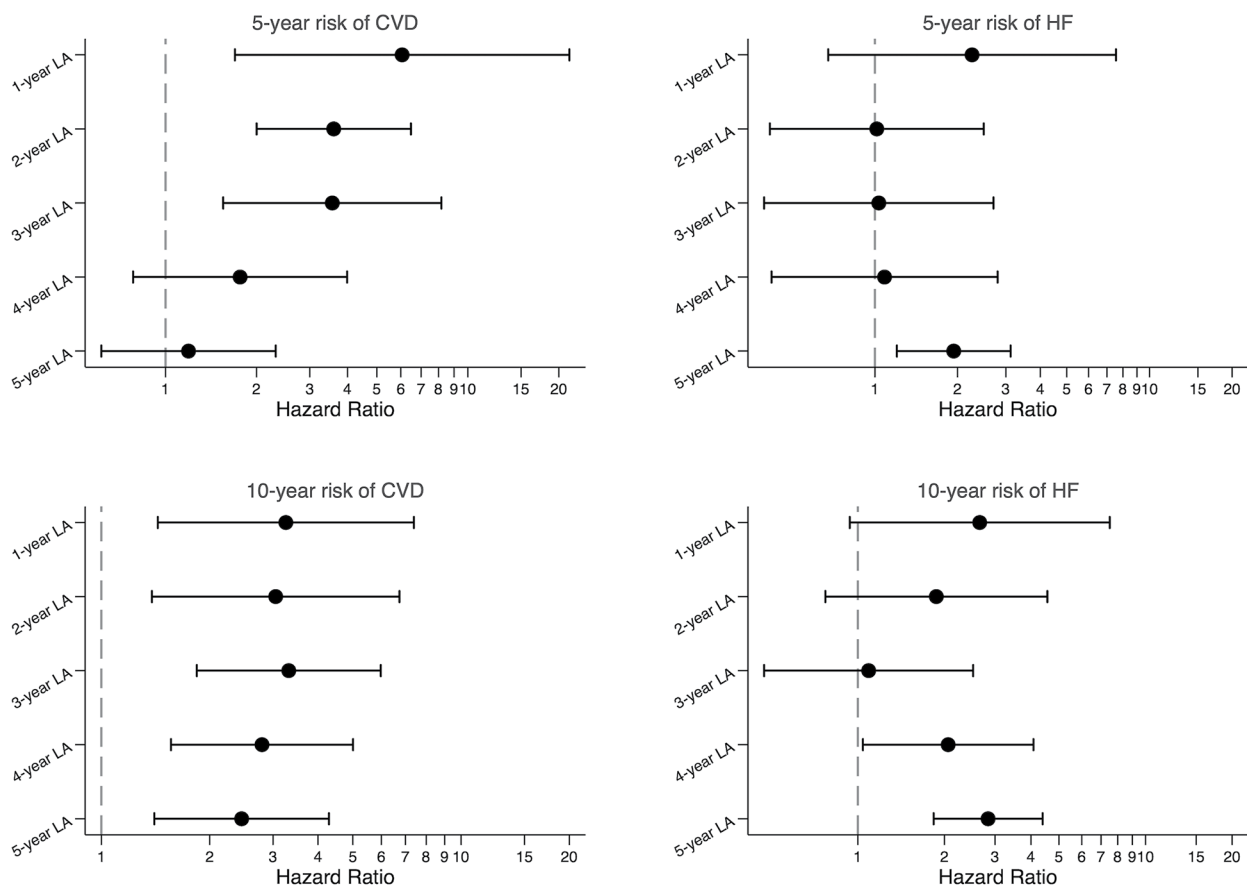 5-year risk of CVD
1-year LA
2-year LA
3-year LA
4-year LA
5-year LA
1 2 3 4 5 6 7 8 9 10 15 20
Hazard Ratio
5-year risk of HF
1-year LA
2-year LA
3-year LA
4-year LA
5-year LA
1 2 3 4 5 6 7 8 9 10 15 20
Hazard Ratio
10-year risk of CVD
1-year LA
2-year LA
3-year LA
4-year LA
5-year LA
1 2 3 4 5 6 7 8 9 10 15 20
Hazard Ratio
10-year risk of HF
1-year LA
2-year LA
3-year LA
4-year LA
5-year LA
1 2 3 4 5 6 7 8 9 10 15 20
Hazard Ratio